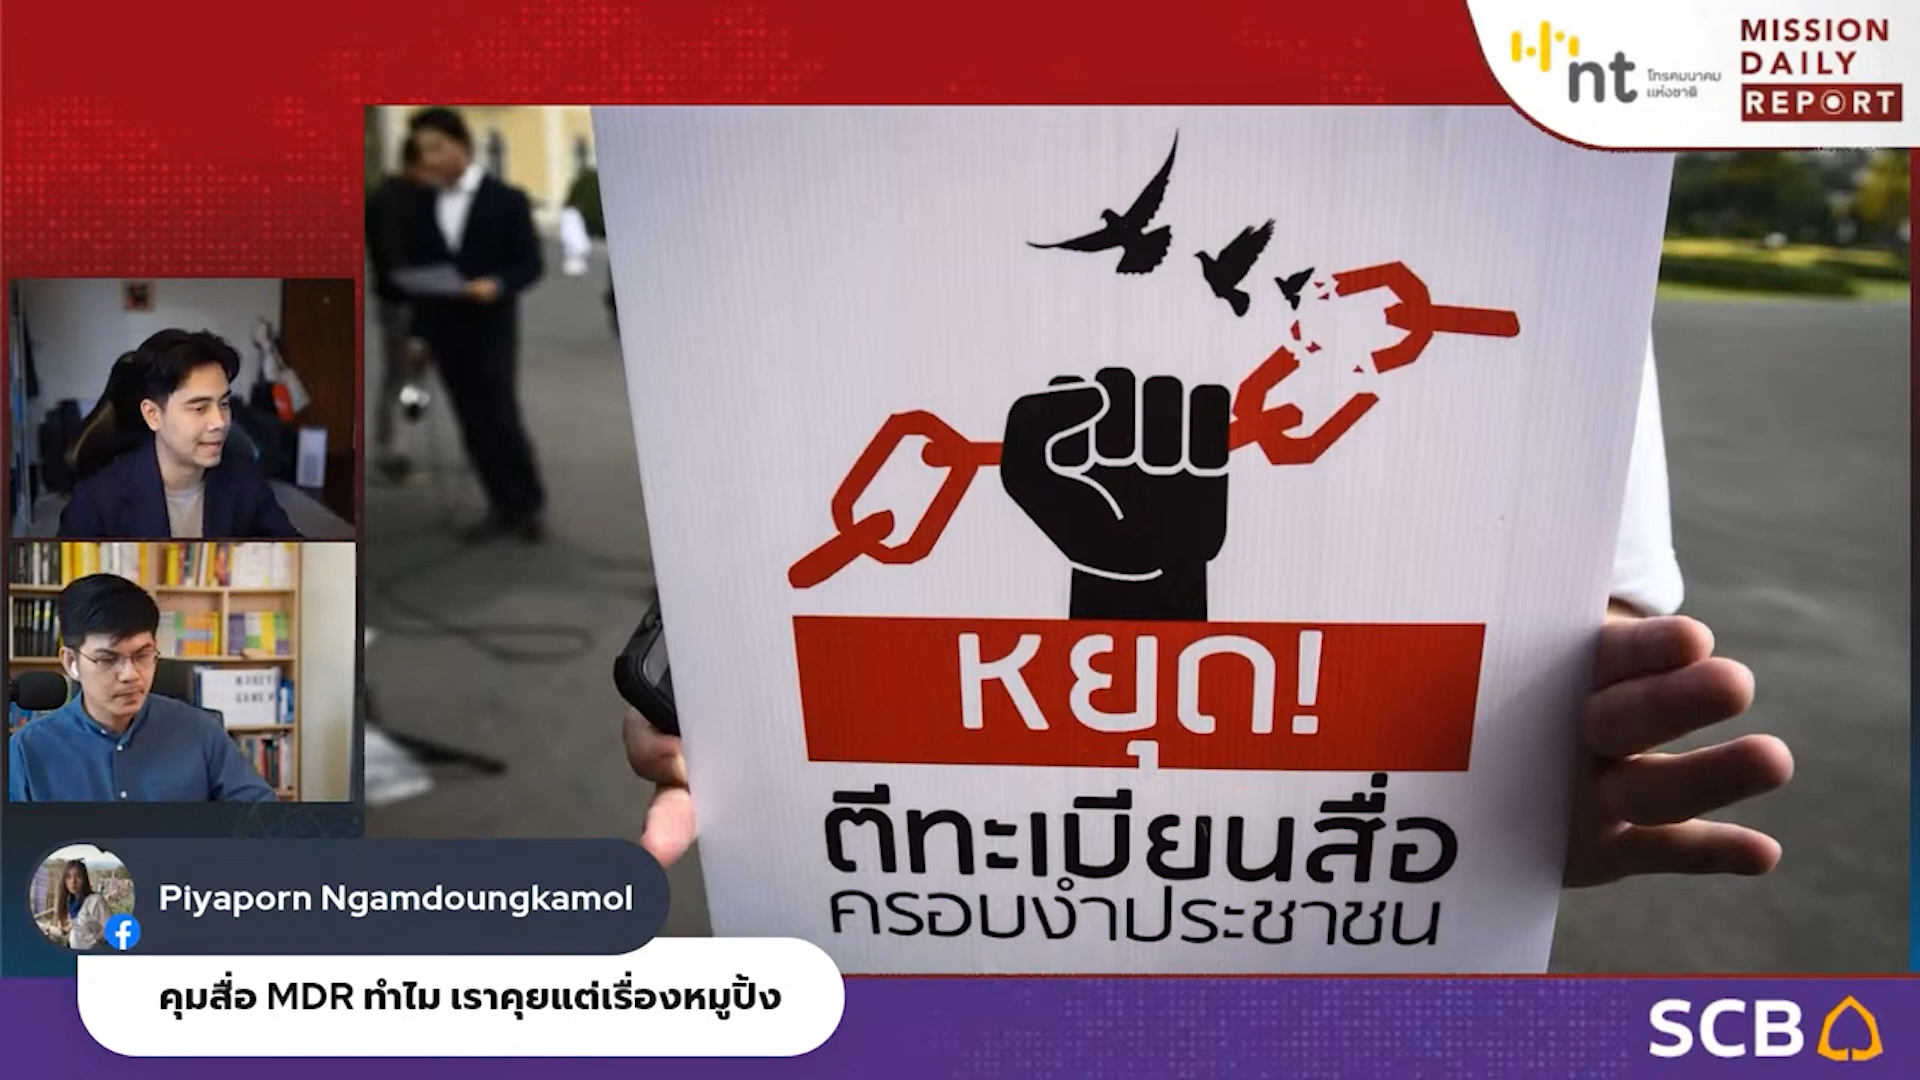 nt
โทรคมนาคม
แห่งชาติ
MISSION
DAILY
REPORT
หยุด!
ตีทะเบียนสื่อ
ครอบงำประชาชน
Piyaporn Ngamdoungkamol
คุมสื่อ MDR ทำไม เราคุยแต่เรื่องหมูปิ้ง
SCB